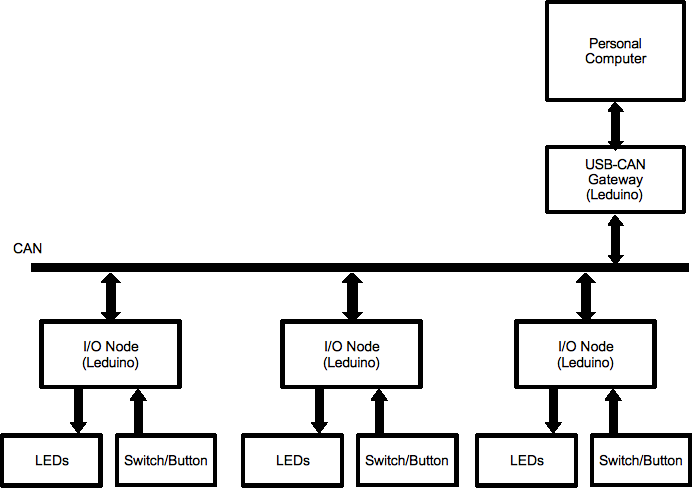 Personal
Computer
USB-CAN
Gateway
(Leduino)
CAN
I/O Node
(Leduino)
I/O Node
(Leduino)
I/O Node
(Leduino)
LEDs
Switch/Button
LEDs
Switch/Button
LEDs
Switch/Button